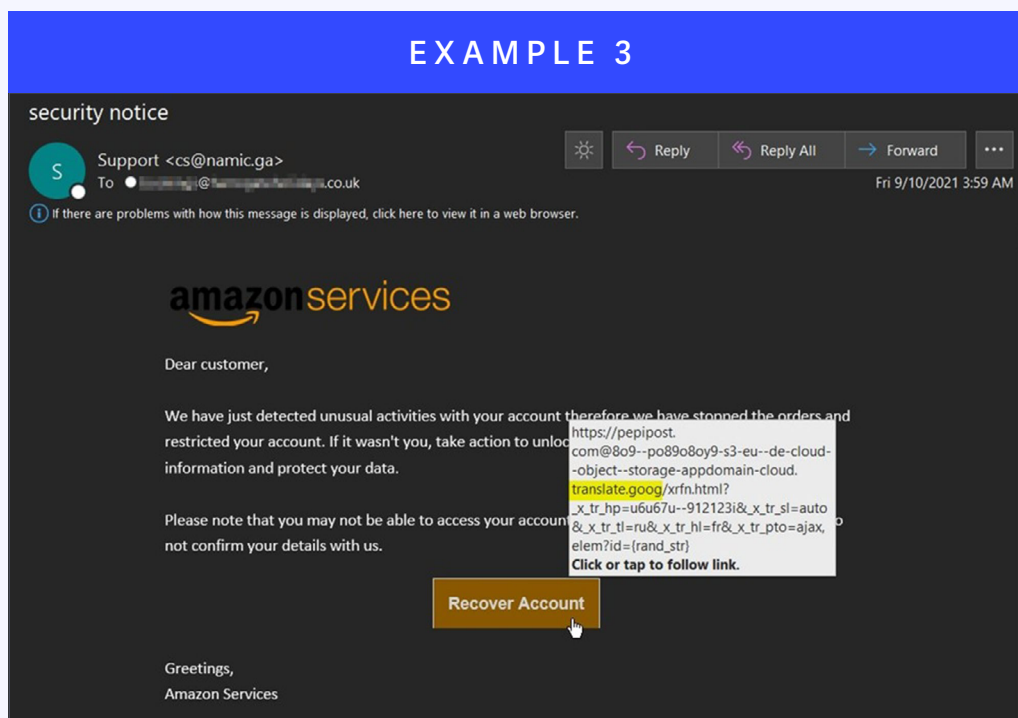 EXAMPLE 3
security notice
S
Support <cs@namic.ga>
To @ .co.uk
Reply
Reply All
Forward
Fri 9/10/2021 3:59 AM
If there are problems with how this message is displayed, click here to view it in a web browser.
amazonservices
Dear customer,
We have just detected unusual activities with your account therefore we have stopped the orders and
restricted your account. If it wasn't you, take action to
information and protect your data.
Please note that you may not be able to access your account
not confirm your details with us.
https://pepipost.
com@8o9--po89o8oy9-s3-eu--de-cloud-
-object--storage-appdomain-cloud.
translate.goog/xrfn.html?
_x_tr_hp=u6u67u--912123i&_x_tr_sl=auto
&_x_tr_tl=ru&_x_tr_hl=fr&_x_tr_pto=ajax,
elem?id={rand_str}
Click or tap to follow link.
Recover Account
Greetings,
Amazon Services